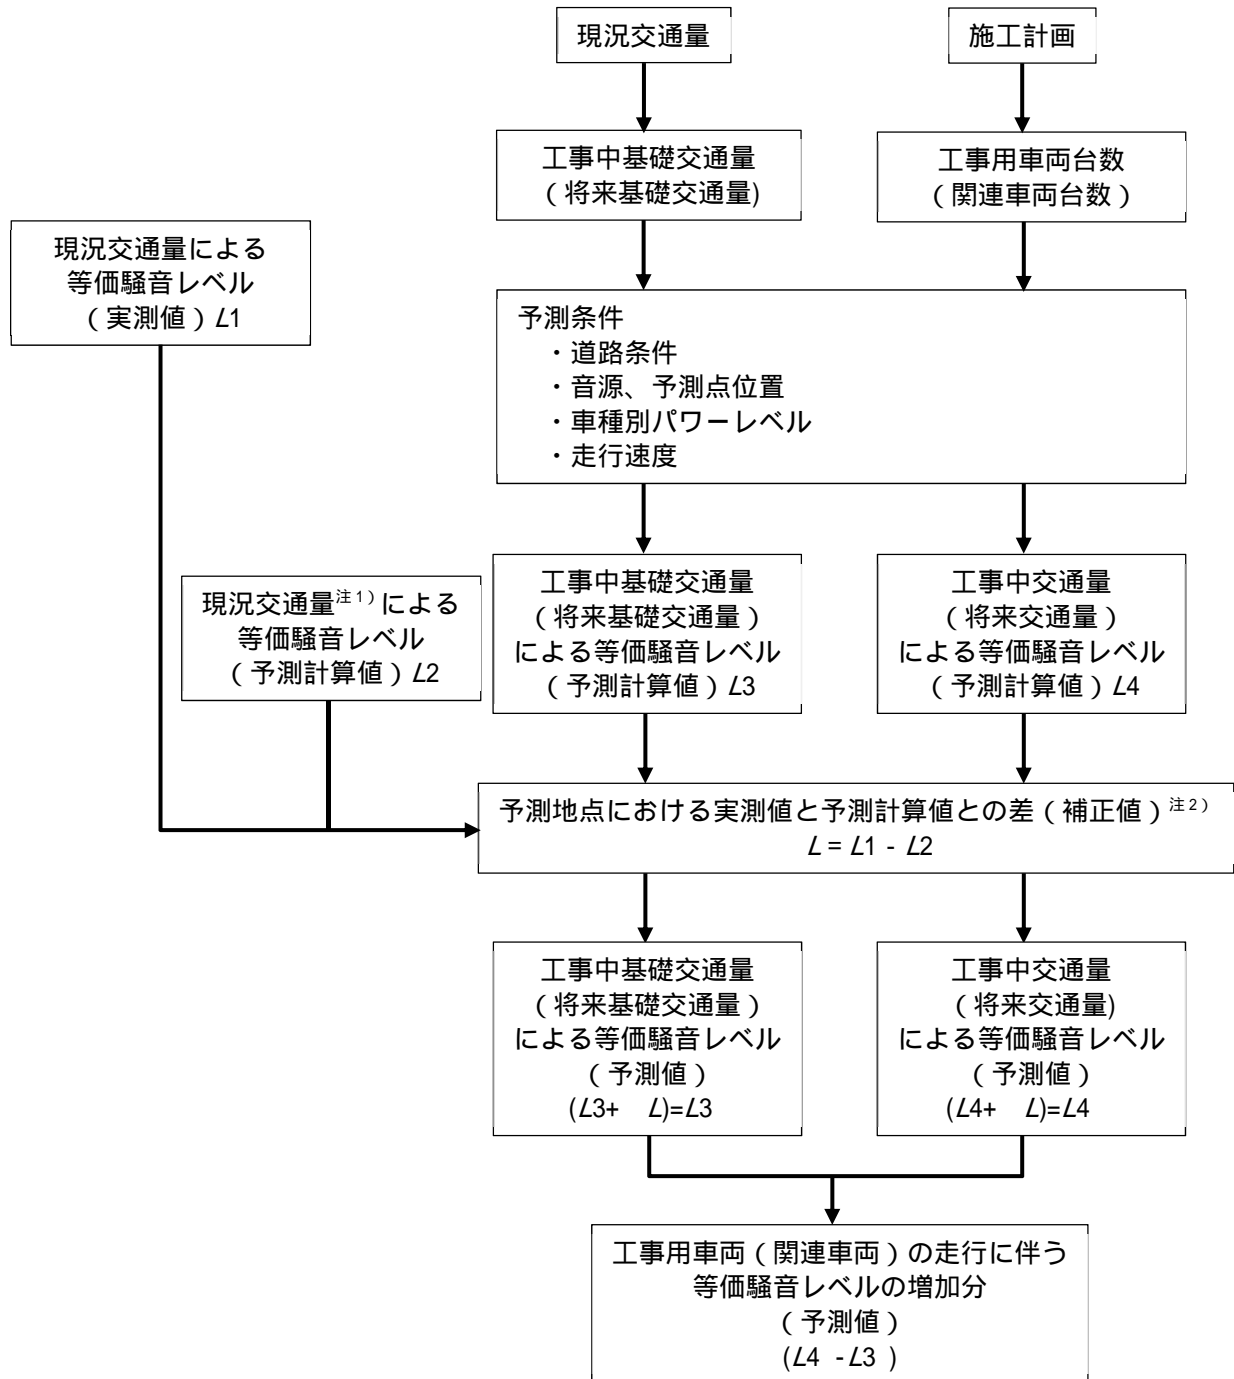 現況交通量
施工計画
工事中基礎交通量
（将来基礎交通量)
工事用車両台数
（関連車両台数）
現況交通量による
等価騒音レベル
（実測値）L1
予測条件
・道路条件
・音源、予測点位置
・車種別パワーレベル
・走行速度
現況交通量注1）による
等価騒音レベル
（予測計算値）L2
工事中基礎交通量
（将来基礎交通量）
による等価騒音レベル
（予測計算値）L3
工事中交通量
（将来交通量）
による等価騒音レベル
（予測計算値）L4
予測地点における実測値と予測計算値との差（補正値）注2）
L = L1 - L2
工事中基礎交通量
（将来基礎交通量）
による等価騒音レベル
（予測値）
(L3+ L)=L3
工事中交通量
（将来交通量)
による等価騒音レベル
（予測値）
(L4+ L)=L4
工事用車両（関連車両）の走行に伴う
等価騒音レベルの増加分
（予測値）
(L4 -L3 )